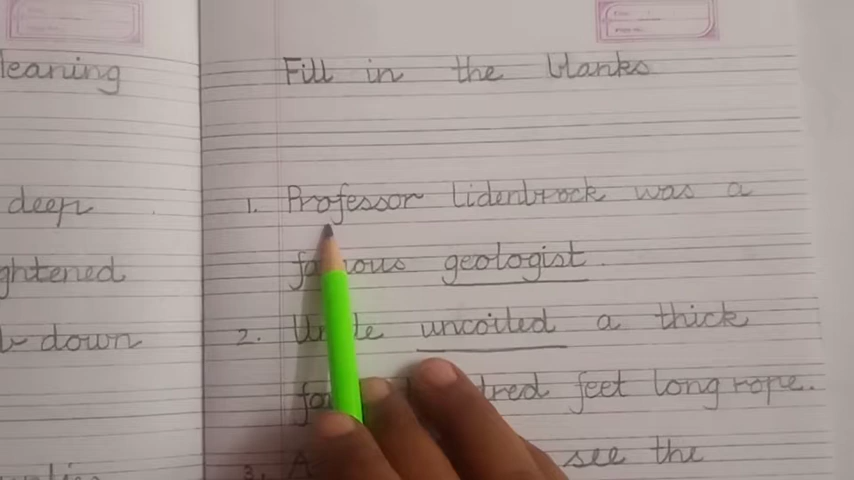 leaning
deep
ghtened
down
Fill in the blanks
1. Professor Lidenbrock was a
famous geologist.
2. Uncle uncoiled a thick
feet long rope.
3. A see the